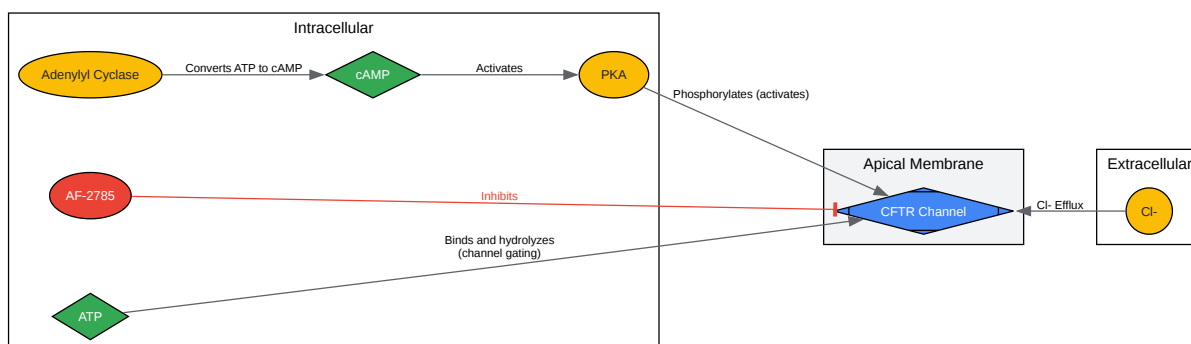 Intracellular
Adenylyl Cyclase
Converts ATP to cAMP
cAMP
Activates
PKA
Phosphorylates (activates)
Apical Membrane
Extracellular
AF-2785
Inhibits
CFTR Channel
Cl- Efflux
Cl-
Binds and hydrolyzes
(channel gating)
ATP